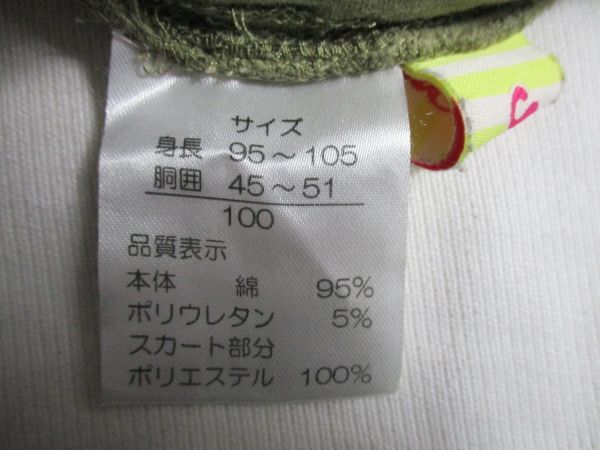 サイズ
身長 95～105
胴囲 45～51
100
品質表示
本体 綿 95%
ポリウレタン 5%
スカート部分
ポリエステル 100%